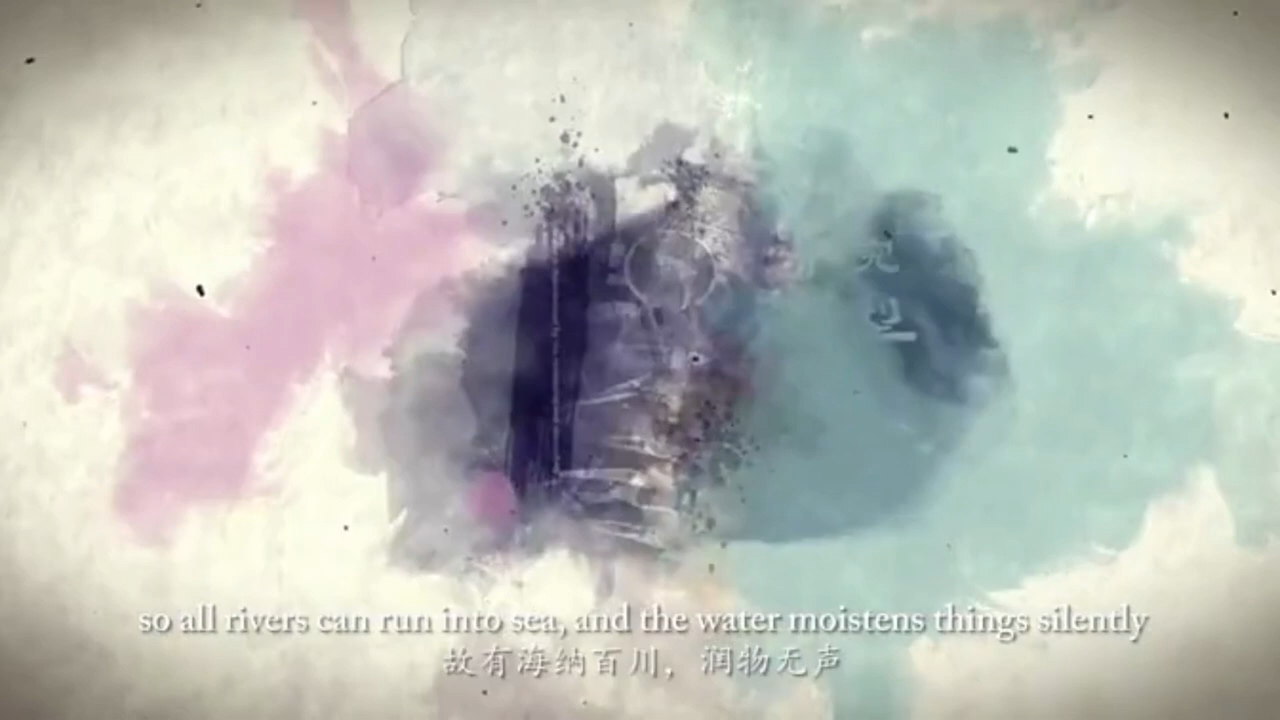 so all rivers can run into sea, and the water moistens things silently
故有海纳百川，润物无声